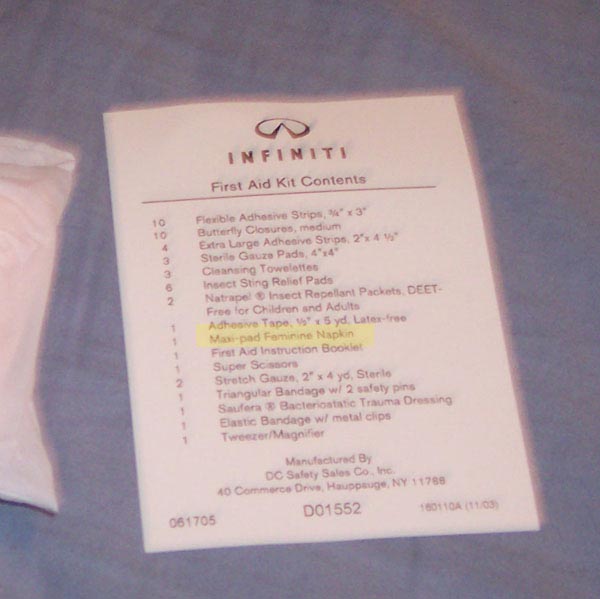 INFINITI
First Aid Kit Contents
10 Flexible Adhesive Strips, ¾" x 3"
10 Butterfly Closures, medium
4 Extra Large Adhesive Strips, 2"x 4 ½"
3 Sterile Gauze Pads, 4"x4"
3 Cleansing Towelettes
6 Insect Sting Relief Pads
2 Natrapel ® Insect Repellant Packets, DEET-
Free for Children and Adults
1 Adhesive Tape, ½" x 5 yd, Latex-free
1 Maxi-pad Feminine Napkin
1 First Aid Instruction Booklet
1 Super Scissors
2 Stretch Gauze, 2" x 4 yd, Sterile
1 Triangular Bandage w/ 2 safety pins
1 Saufera ® Bacteriostatic Trauma Dressing
1 Elastic Bandage w/ metal clips
1 Tweezer/Magnifier
Manufactured By
DC Safety Sales Co., Inc.
40 Commerce Drive, Hauppauge, NY 11788
061705 D01552 160110A (11/03)